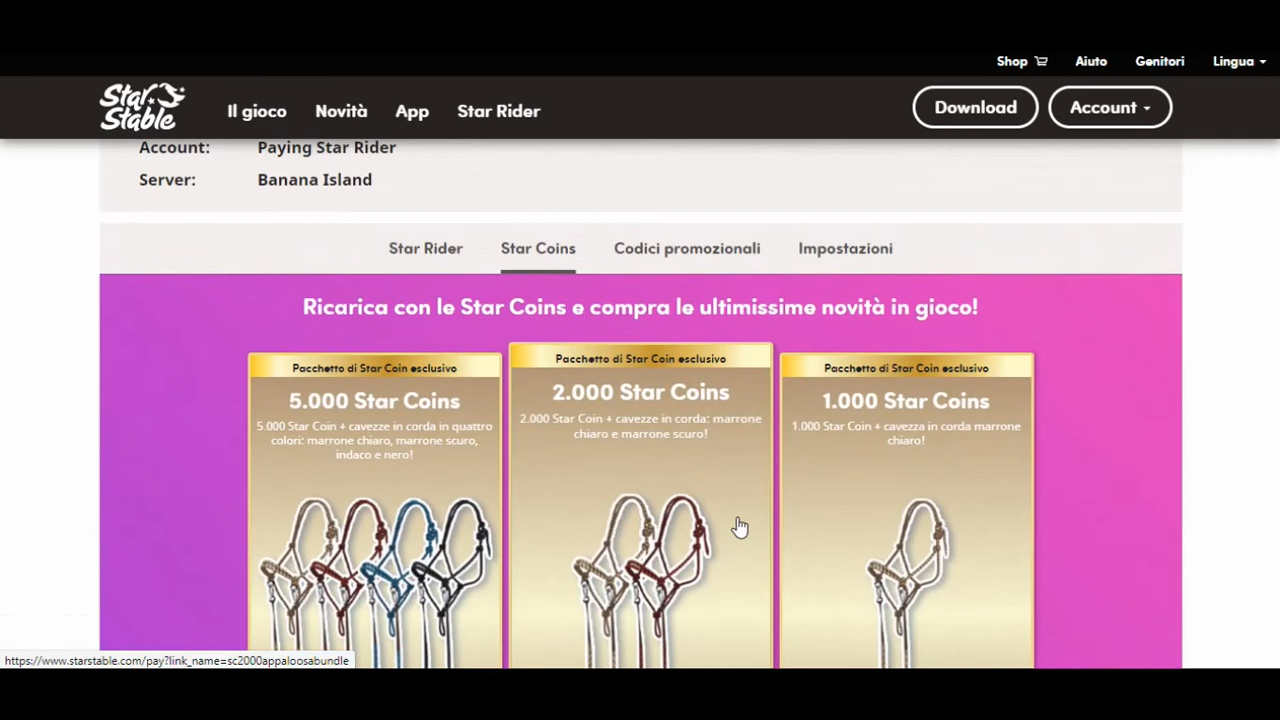 Shop Aiuto Genitori Lingua
Star Stable
Il gioco Novità App Star Rider Download Account
Account: Paying Star Rider
Server: Banana Island
Star Rider Star Coins Codici promozionali Impostazioni
Ricarica con le Star Coins e compra le ultimissime novità in gioco!
Pacchetto di Star Coin esclusivo
5.000 Star Coins
5.000 Star Coin + cavezze in corda in quattro
colori: marrone chiaro, marrone scuro,
indaco e nero!
Pacchetto di Star Coin esclusivo
2.000 Star Coins
2.000 Star Coin + cavezze in corda: marrone
chiaro e marrone scuro!
Pacchetto di Star Coin esclusivo
1.000 Star Coins
1.000 Star Coin + cavezza in corda marrone
chiaro!
https://www.starstable.com/pay?link_name=sc2000appaloosabundle